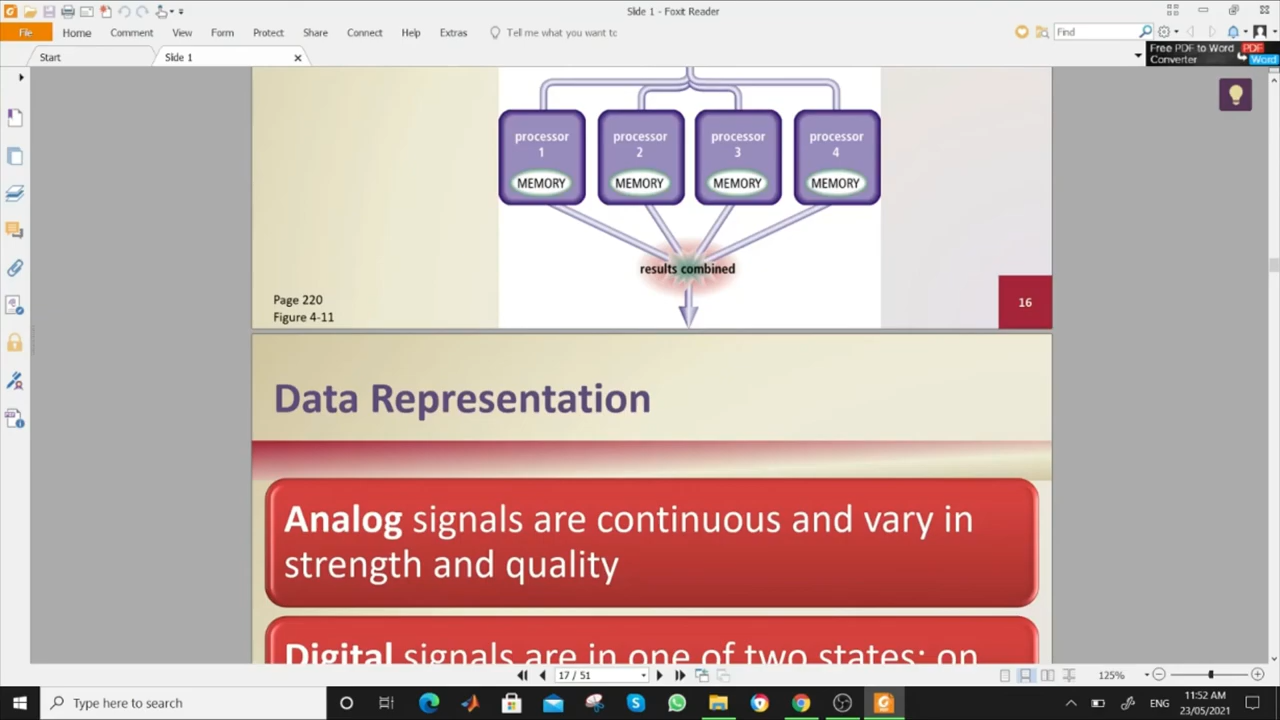 Slide 1 - Foxit Reader
File Home Comment View Form Protect Share Connect Help Extras Tell me what you want to Find
Start Slide 1
Free PDF to Word Converter PDF Word
processor 1 processor 2 processor 3 processor 4
MEMORY MEMORY MEMORY MEMORY
results combined
Page 220
Figure 4-11
16
Data Representation
Analog signals are continuous and vary in
strength and quality
Digital signals are in one of two states: on
17 / 51 125%
Type here to search ENG 11:52 AM
23/05/2021